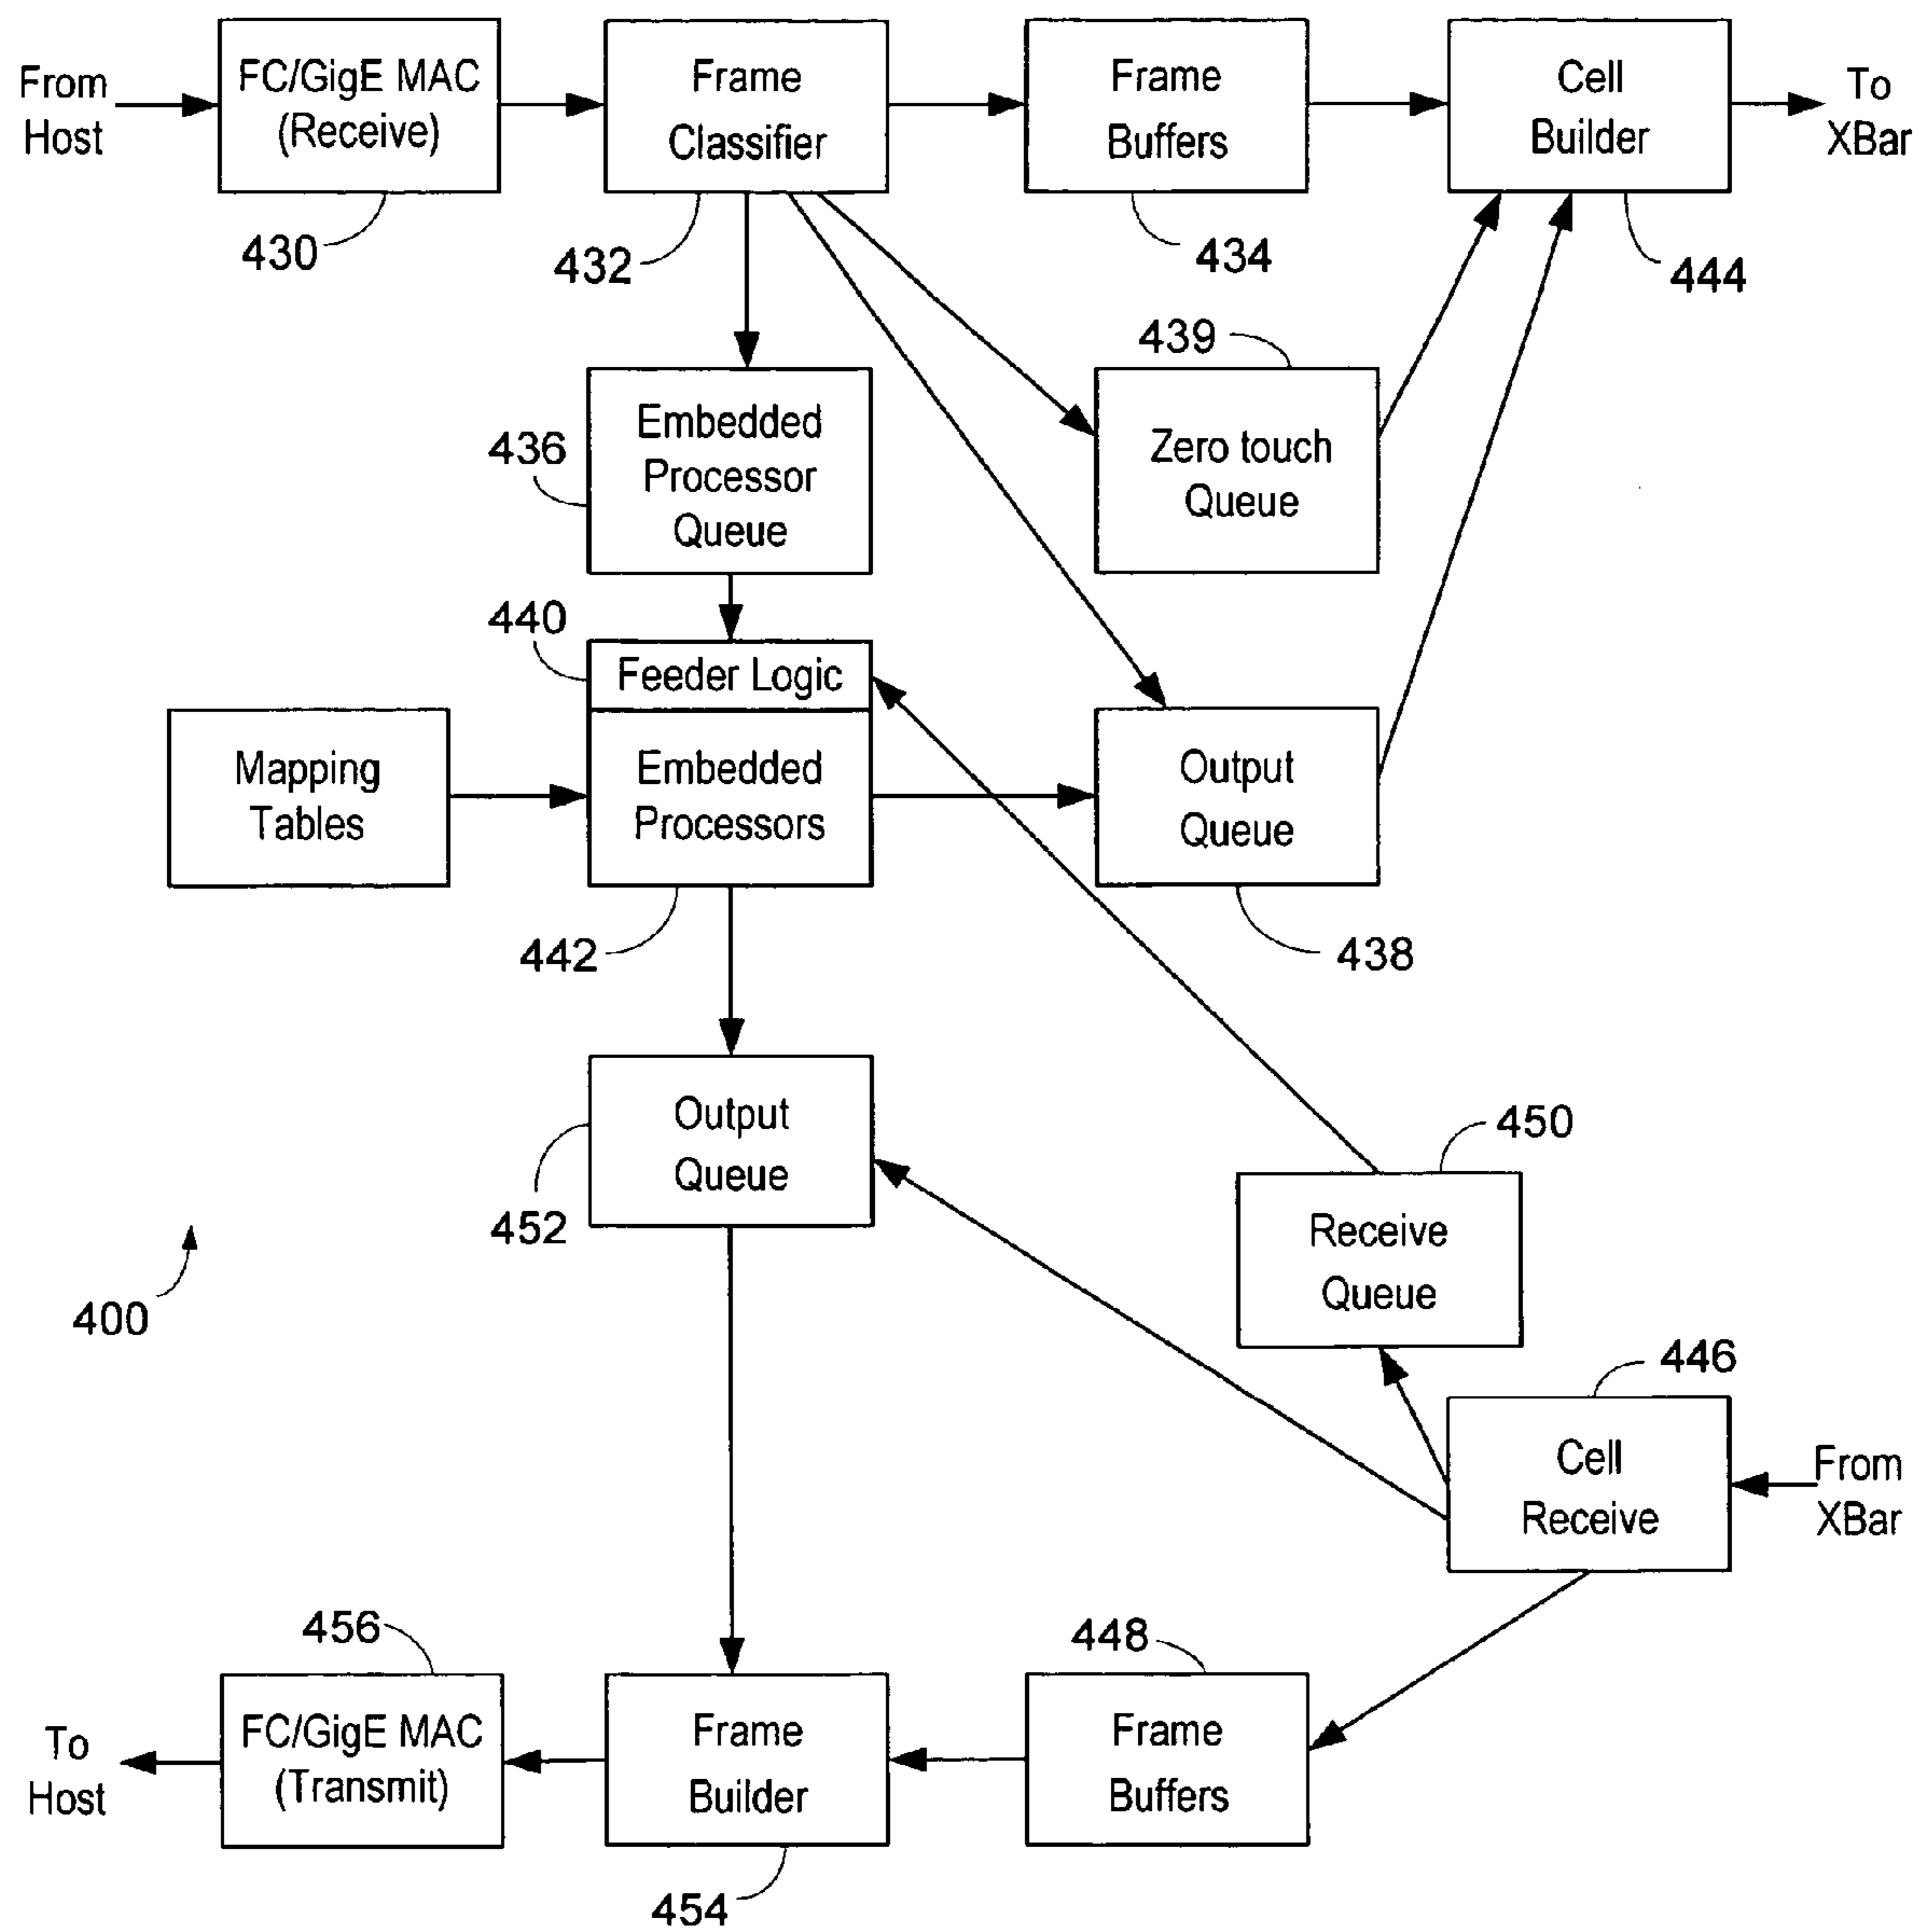 From
Host
FC/GigE MAC
(Receive)
430
Frame
Classifier
432
Frame
Buffers
434
Cell
Builder
444
To
XBar
439
Zero touch
Queue
436
Embedded
Processor
Queue
440
Feeder Logic
Mapping
Tables
Embedded
Processors
442
Output
Queue
438
Output
Queue
452
450
Receive
Queue
400
446
Cell
Receive
From
XBar
456
448
To
Host
FC/GigE MAC
(Transmit)
Frame
Builder
454
Frame
Buffers